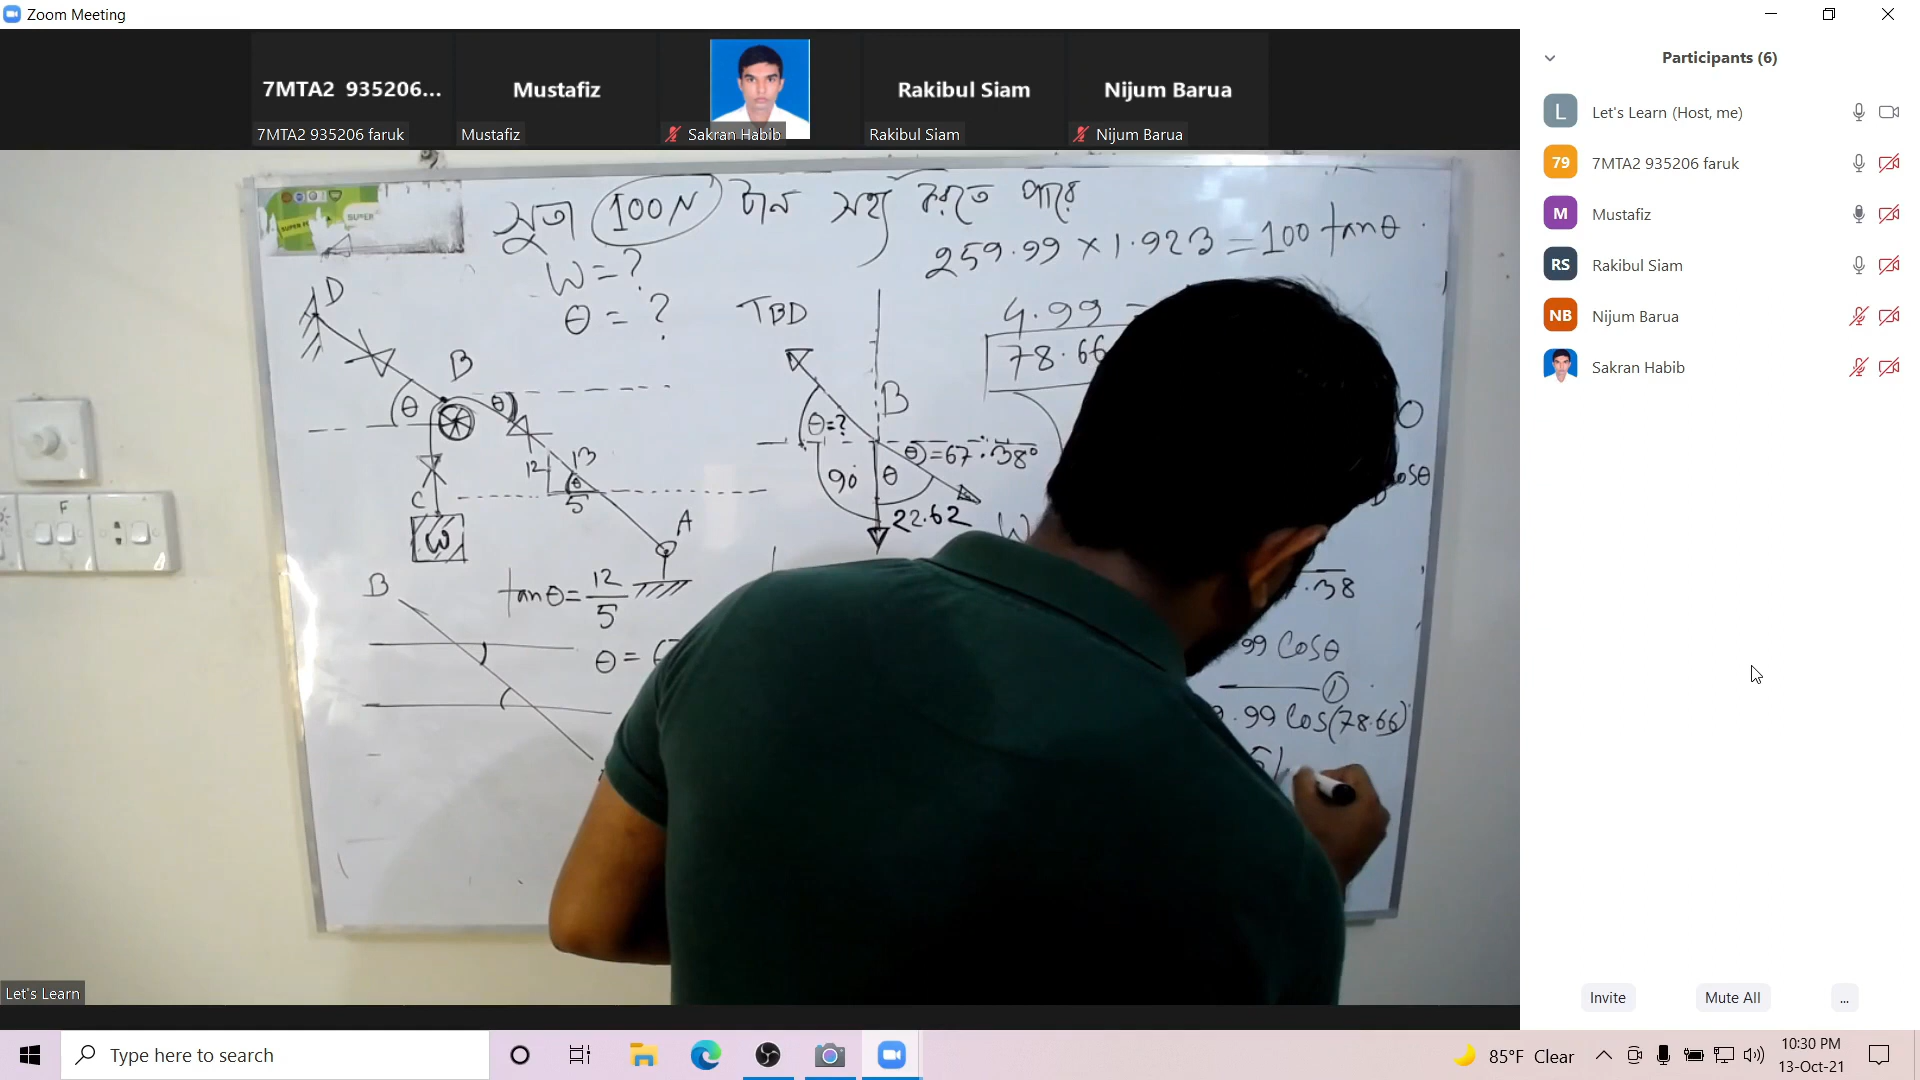 Zoom Meeting
7MTA2 935206...
7MTA2 935206 faruk
Mustafiz
Mustafiz
Sakran Habib
Rakibul Siam
Rakibul Siam
Nijum Barua
Nijum Barua
Participants (6)
L Let's Learn (Host, me)
79 7MTA2 935206 faruk
M Mustafiz
RS Rakibul Siam
NB Nijum Barua
Sakran Habib
সুতা 100N টান সহ্য করতে পারে
W = ?
θ = ?
259.99 × 1.923 = 100 tanθ
4.99
78.66
D
B
θ
θ
12
13
θ
5
C
W
A
TBD
B
θ=?
θ=67.38°
90°
θ
22.62
W
tanθ = 12/5
θ =
B
osθ
.38
99 Cosθ
①
.99 Cos(78.66)
F
Let's Learn
Invite
Mute All
...
Type here to search
85°F Clear
10:30 PM
13-Oct-21